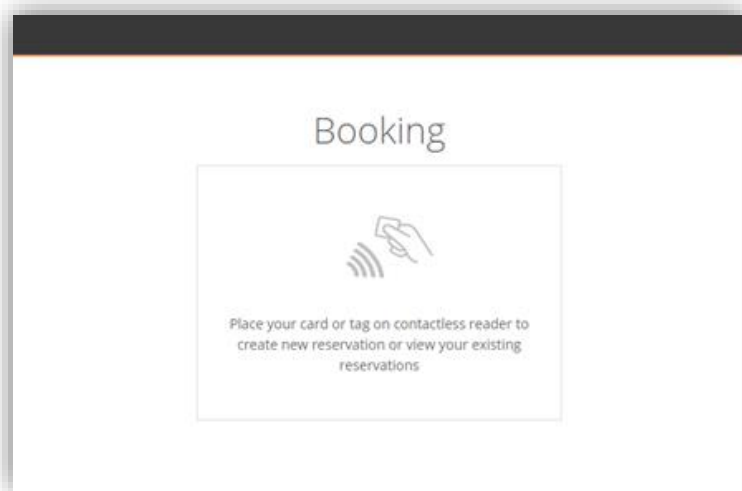 Booking
Place your card or tag on contactless reader to
create new reservation or view your existing
reservations